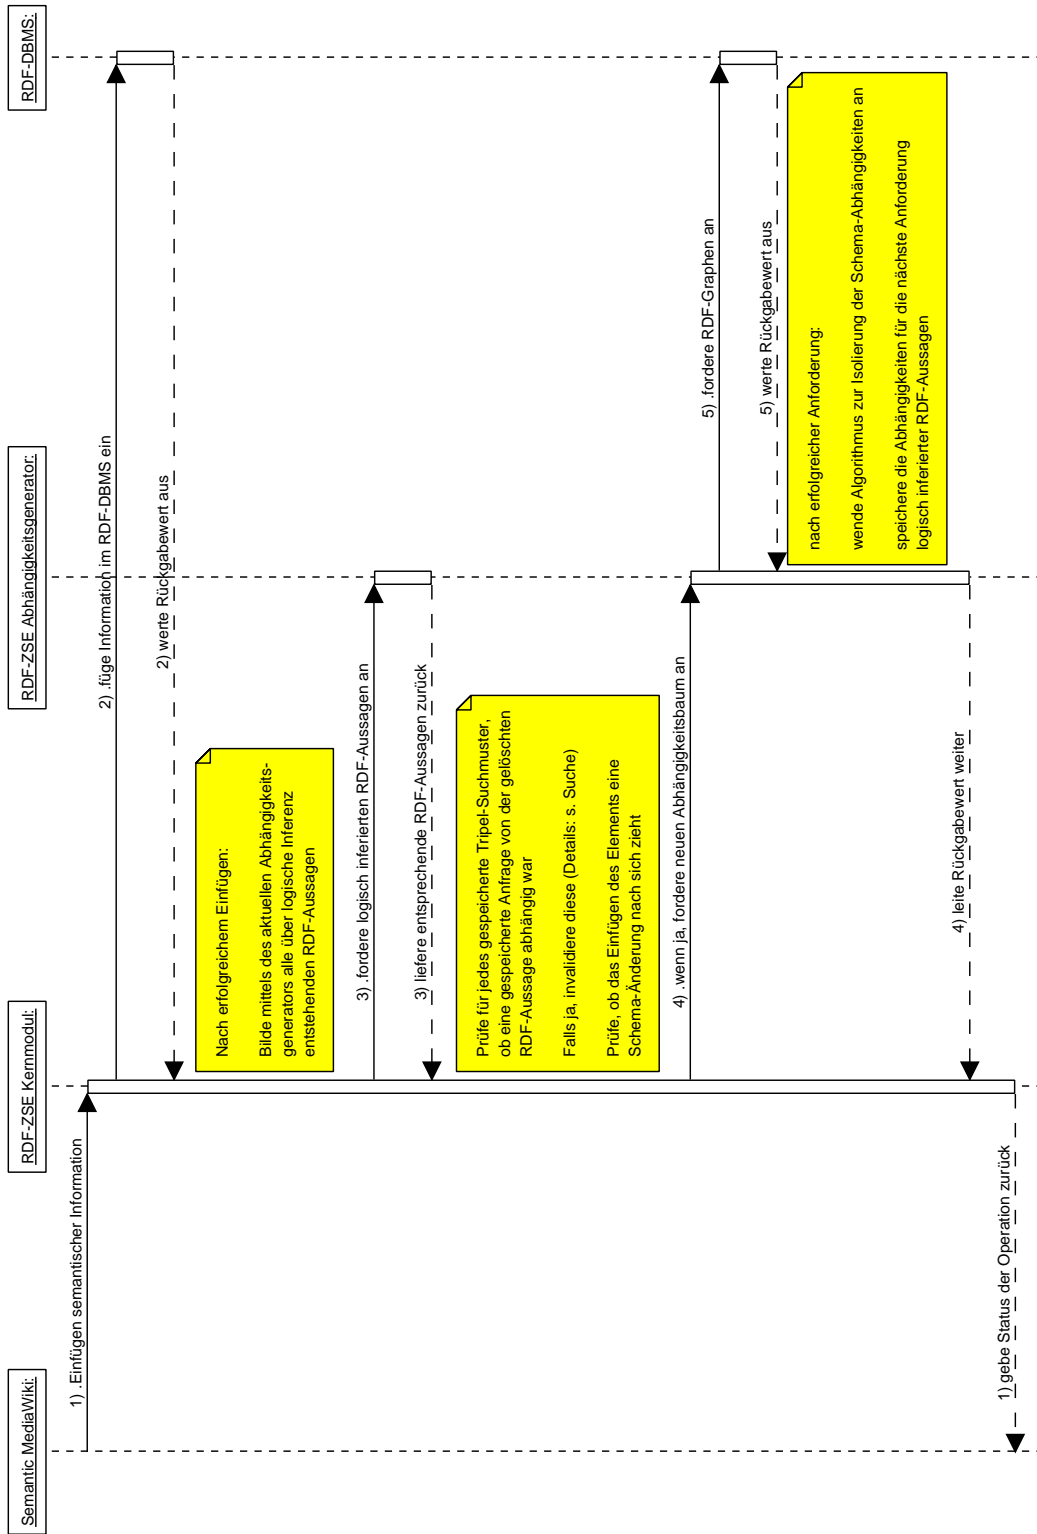 Semantic MediaWiki:
RDF-ZSE Kernmodul:
RDF-ZSE Abhängigkeitsgenerator:
RDF-DBMS:
1) .Einfügen semantischer Information
2) .füge Information im RDF-DBMS ein
2) werte Rückgabewert aus
Nach erfolgreichem Einfügen:
Bilde mittels des aktuellen Abhängigkeits-
generators alle über logische Inferenz
entstehenden RDF-Aussagen
3) .fordere logisch inferierten RDF-Aussagen an
3) liefere entsprechende RDF-Aussagen zurück
Prüfe für jedes gespeicherte Tripel-Suchmuster,
ob eine gespeicherte Anfrage von der gelöschten
RDF-Aussage abhängig war
Falls ja, invalidiere diese (Details: s. Suche)
Prüfe, ob das Einfügen des Elements eine
Schema-Änderung nach sich zieht
4) .wenn ja, fordere neuen Abhängigkeitsbaum an
5) .fordere RDF-Graphen an
5) werte Rückgabewert aus
nach erfolgreicher Anforderung:
wende Algorithmus zur Isolierung der Schema-Abhängigkeiten an
speichere die Abhängigkeiten für die nächste Anforderung
logisch inferierter RDF-Aussagen
4) leite Rückgabewert weiter
1) gebe Status der Operation zurück